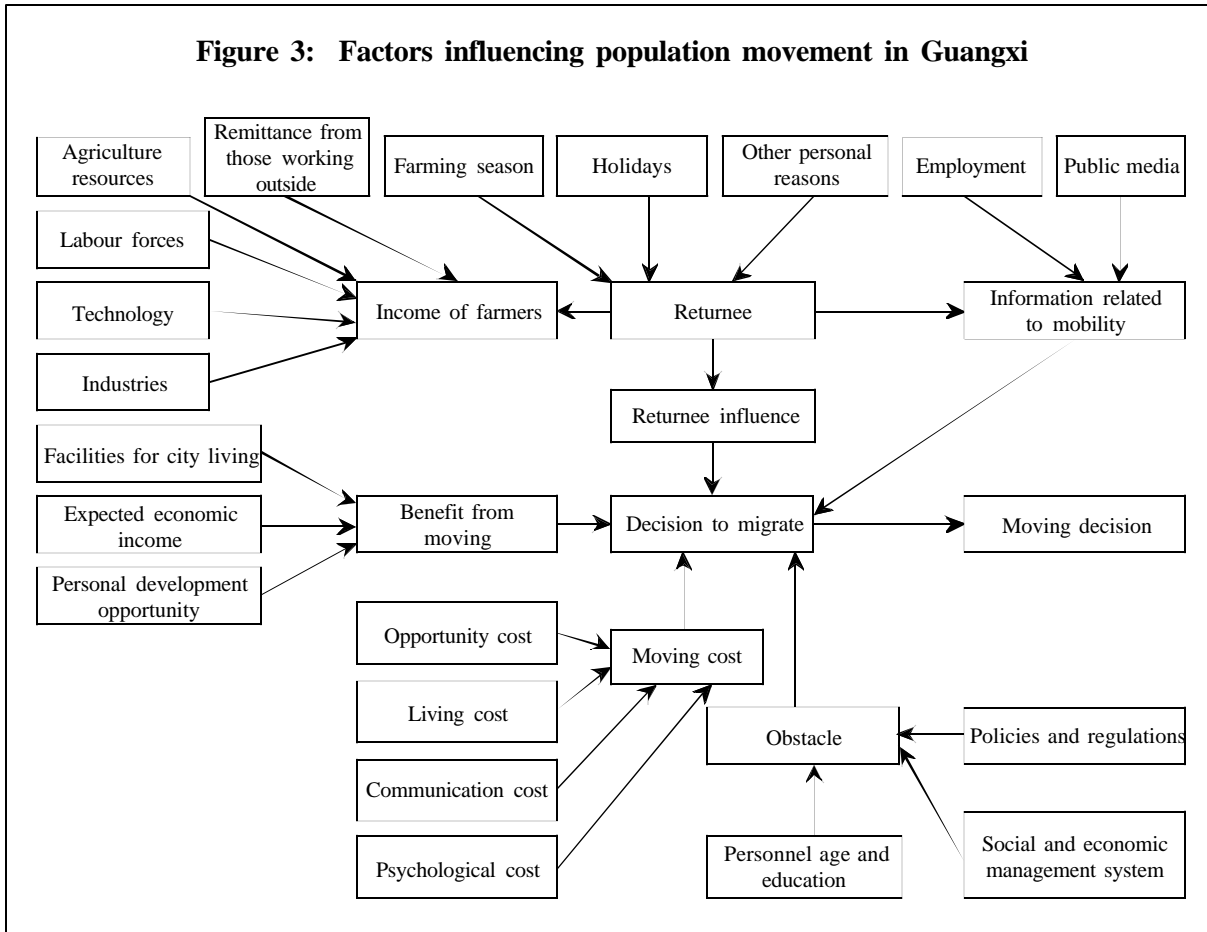 Figure 3: Factors influencing population movement in Guangxi
Agriculture
resources
Remittance from
those working
outside
Farming season
Holidays
Other personal
reasons
Employment
Public media
Labour forces
Technology
Industries
Income of farmers
Returnee
Information related
to mobility
Returnee influence
Facilities for city living
Expected economic
income
Personal development
opportunity
Benefit from
moving
Decision to migrate
Moving decision
Opportunity cost
Living cost
Communication cost
Psychological cost
Moving cost
Obstacle
Policies and regulations
Personnel age and
education
Social and economic
management system